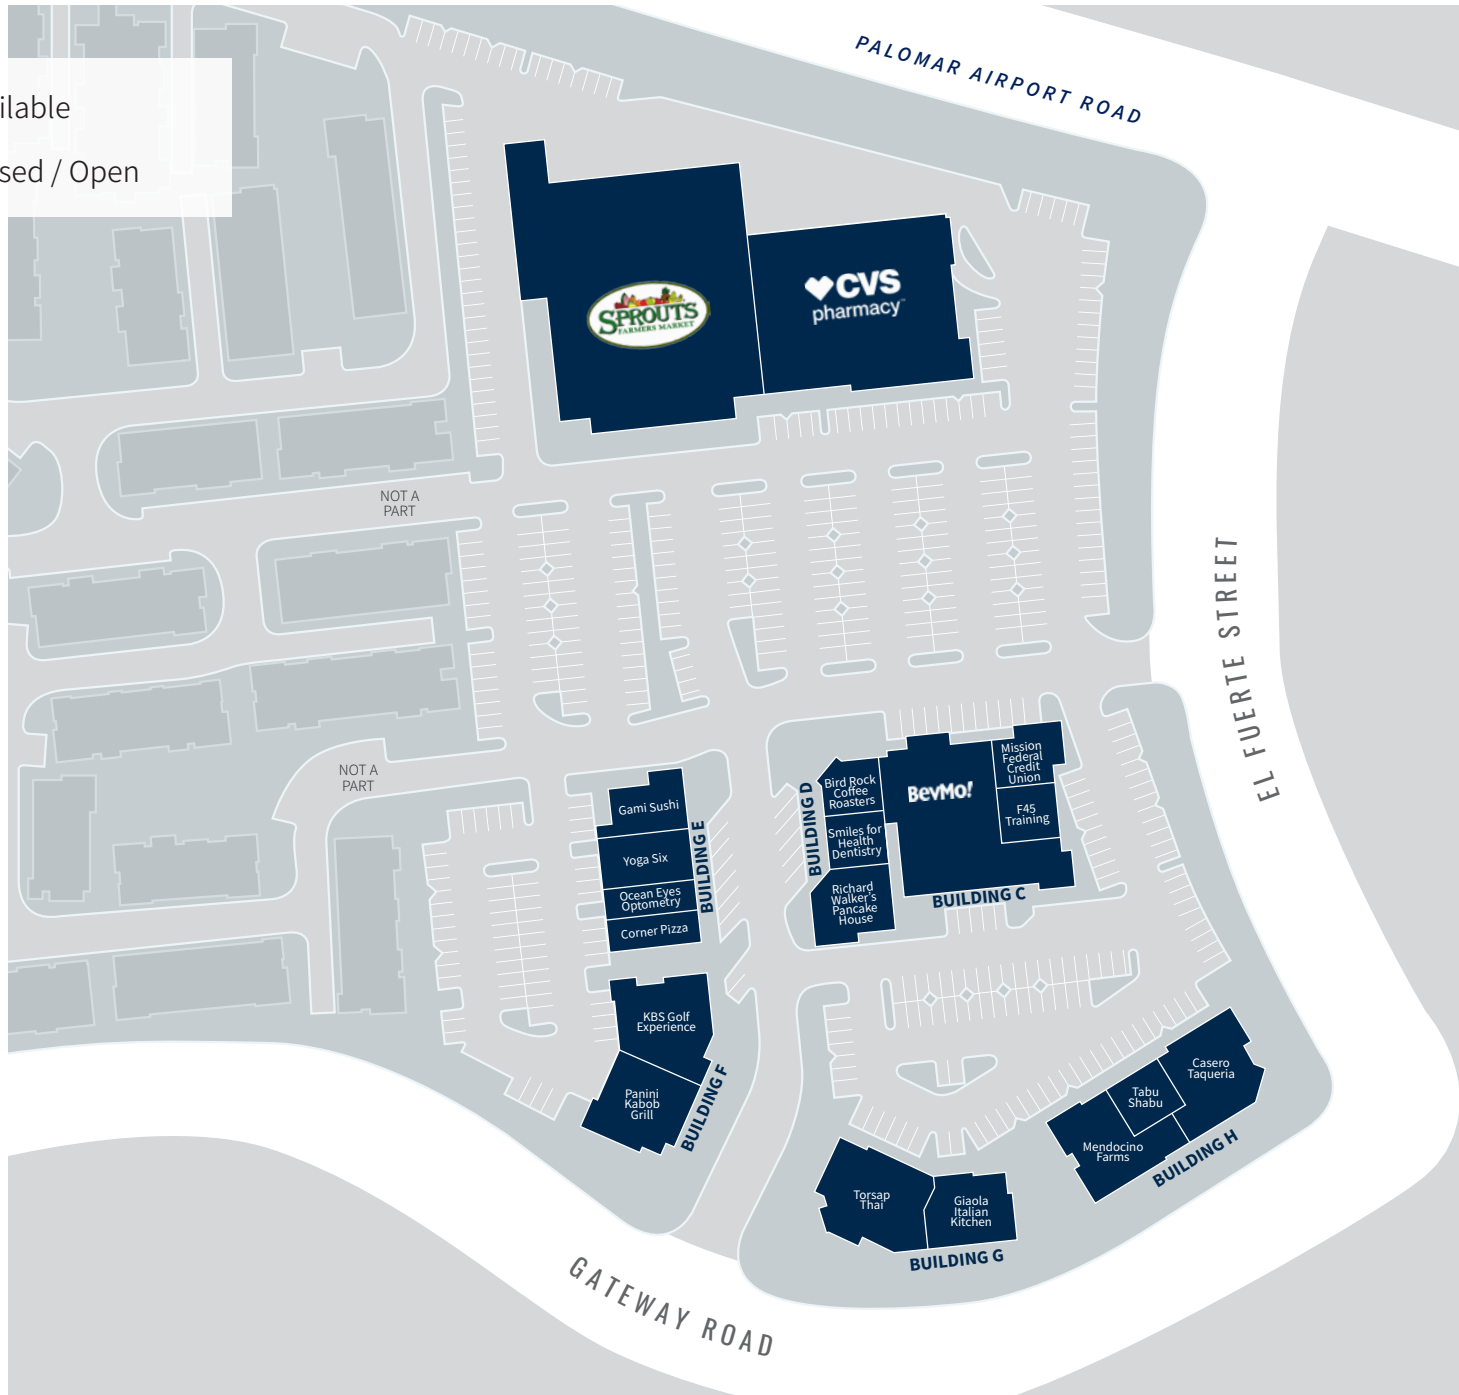 PALOMAR AIRPORT ROAD
ilable
sed / Open
SPROUTS
FARMERS MARKET
CVS
pharmacy™
NOT A
PART
EL FUERTE STREET
NOT A
PART
Gami Sushi
Yoga Six
Ocean Eyes
Optometry
Corner Pizza
BUILDING E
BUILDING D
Bird Rock
Coffee
Roasters
Smiles for
Health
Dentistry
Richard
Walker's
Pancake
House
BevMo!
Mission
Federal
Credit
Union
F45
Training
BUILDING C
KBS Golf
Experience
Panini
Kabob
Grill
BUILDING F
Casero
Taqueria
Tabu
Shabu
Mendocino
Farms
BUILDING H
Torsap
Thai
Giaola
Italian
Kitchen
BUILDING G
GATEWAY ROAD